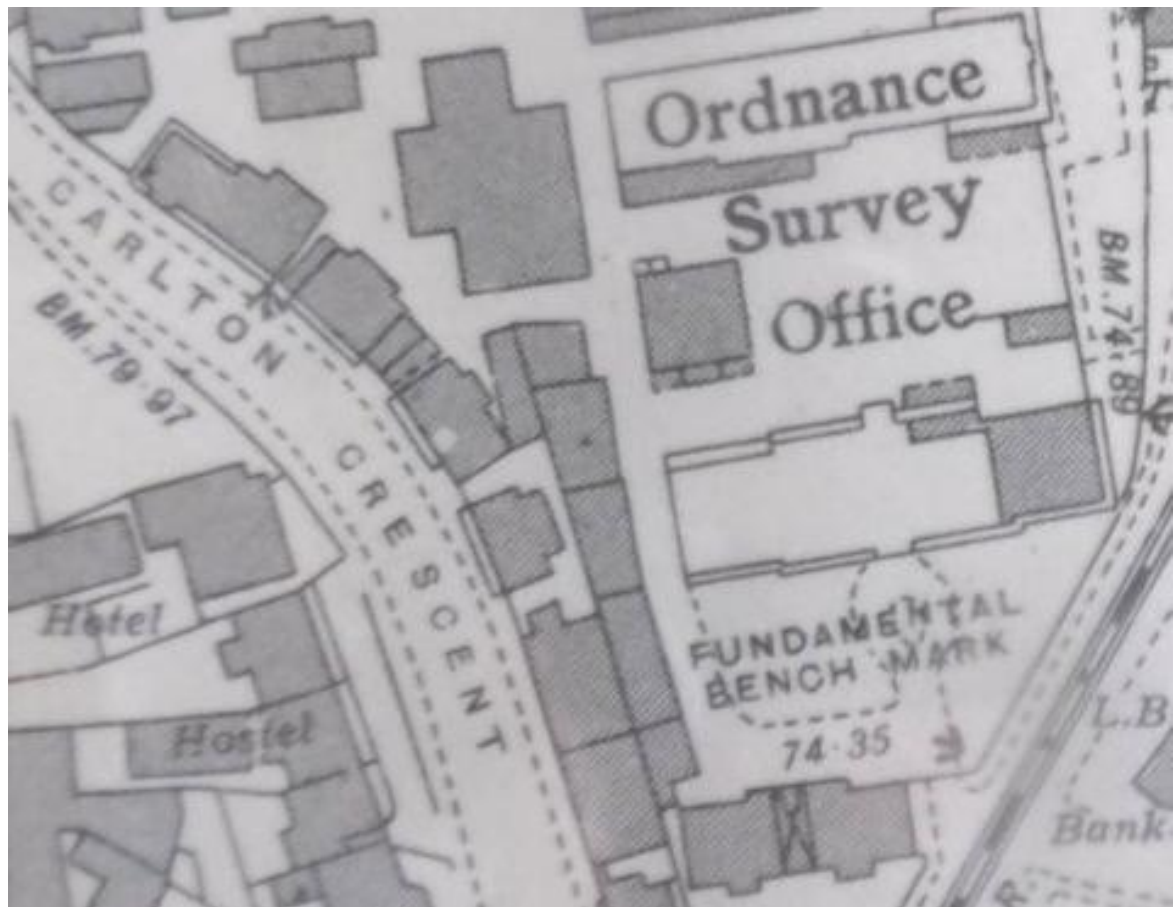 Ordnance
Survey
Office
CARLTON CRESCENT
BM.79·97
BM.74·89
Hotel
Hostel
FUNDAMENTAL
BENCH MARK
74·35
L.B
Bank